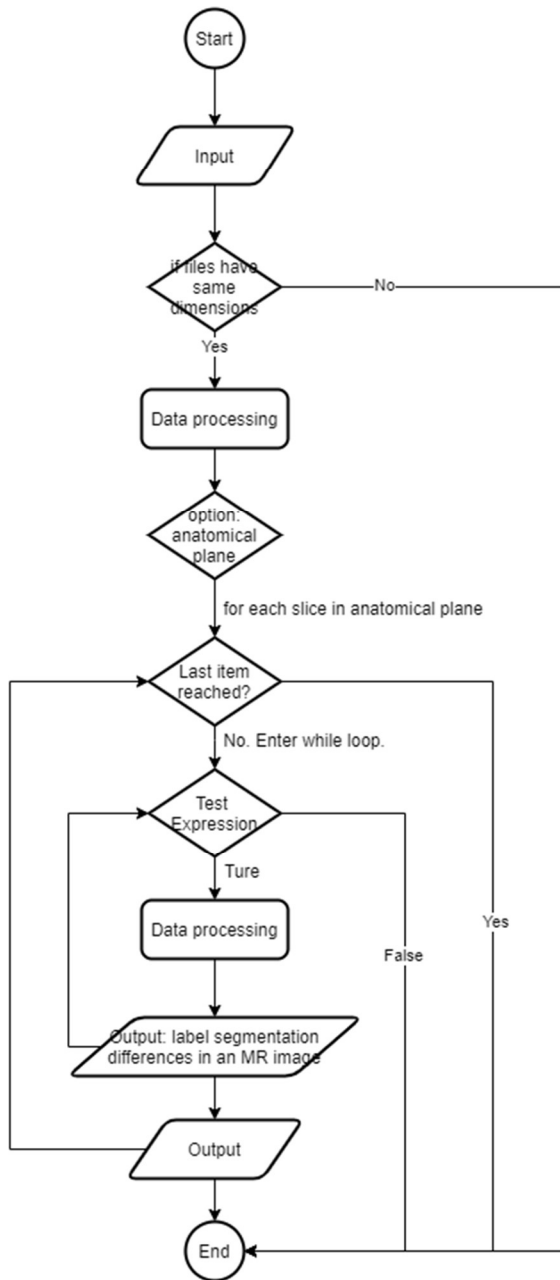 Start
Input
if files have
same
dimensions
No
Yes
Data processing
option:
anatomical
plane
for each slice in anatomical plane
Last item
reached?
No. Enter while loop.
Test
Expression
Ture
Data processing
Yes
False
Output: label segmentation
differences in an MR image
Output
End